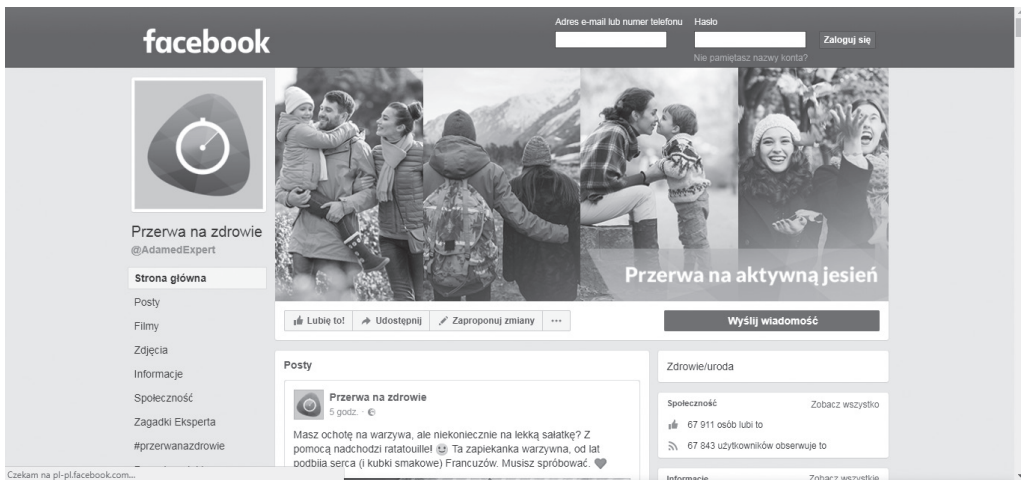 facebook
Adres e-mail lub numer telefonu
Hasło
Zaloguj się
Nie pamiętasz nazwy konta?
Przerwa na zdrowie
@AdamedExpert
Strona główna
Posty
Filmy
Zdjęcia
Informacje
Społeczność
Zagadki Eksperta
#przerwanazdrowie
Przerwa na aktywną jesień
Lubię to!
Udostępnij
Zaproponuj zmiany
Wyślij wiadomość
Posty
Przerwa na zdrowie
5 godz. ·
Masz ochotę na warzywa, ale niekoniecznie na lekką sałatkę? Z
pomocą nadchodzi ratatouille! Ta zapiekanka warzywna, od lat
podbija serca (i kubki smakowe) Francuzów. Musisz spróbować.
Zdrowie/uroda
Społeczność
Zobacz wszystko
67 911 osób lubi to
67 843 użytkowników obserwuje to
Informacje
Zobacz wszystkie
Czekam na pl-pl.facebook.com...